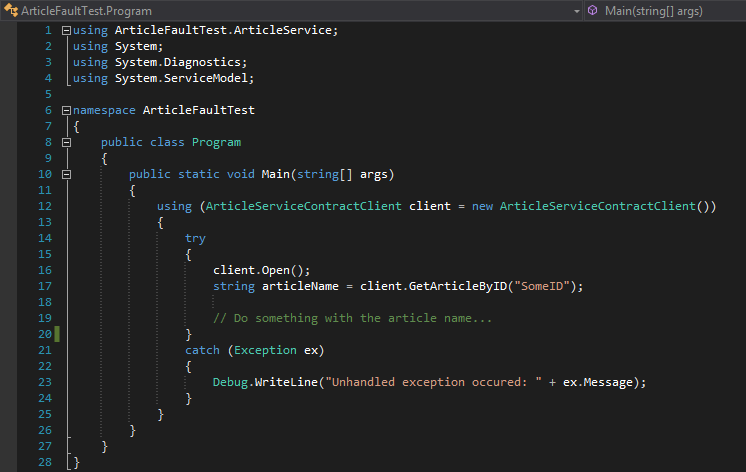 ArticleFaultTest.Program Main(string[] args)
1 using ArticleFaultTest.ArticleService;
2 using System;
3 using System.Diagnostics;
4 using System.ServiceModel;
5
6 namespace ArticleFaultTest
7 {
8 public class Program
9 {
10 public static void Main(string[] args)
11 {
12 using (ArticleServiceContractClient client = new ArticleServiceContractClient())
13 {
14 try
15 {
16 client.Open();
17 string articleName = client.GetArticleByID("SomeID");
18
19 // Do something with the article name...
20 }
21 catch (Exception ex)
22 {
23 Debug.WriteLine("Unhandled exception occured: " + ex.Message);
24 }
25 }
26 }
27 }
28 }